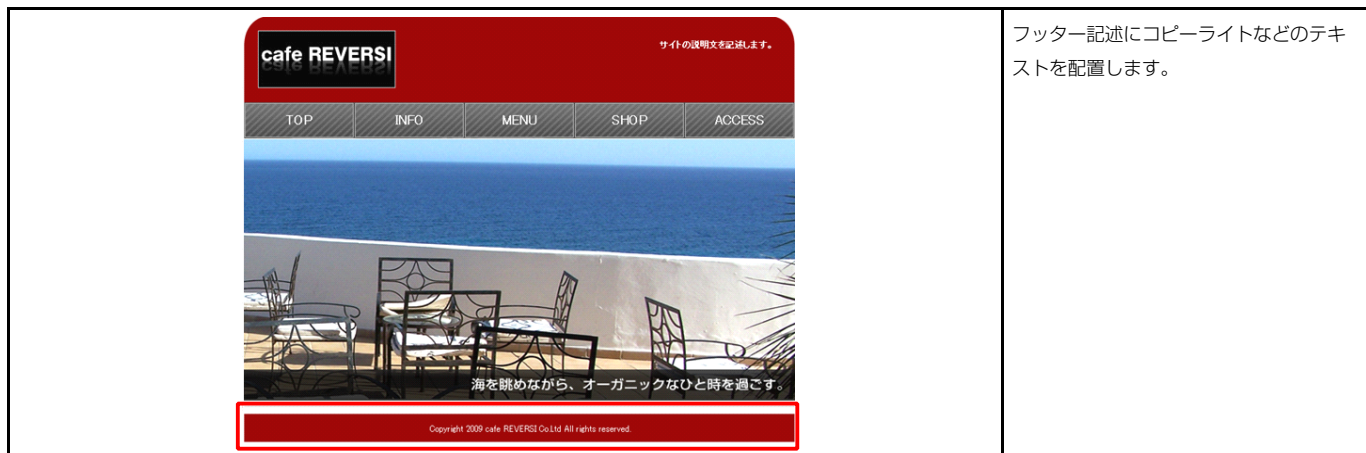 cafe REVERSI
サイトの説明文を記述します。
TOP
INFO
MENU
SHOP
ACCESS
海を眺めながら、オーガニックなひと時を過ごす。
Copyright 2009 cafe REVERSI Co.Ltd All rights reserved.
フッター記述にコピーライトなどのテキ
ストを配置します。